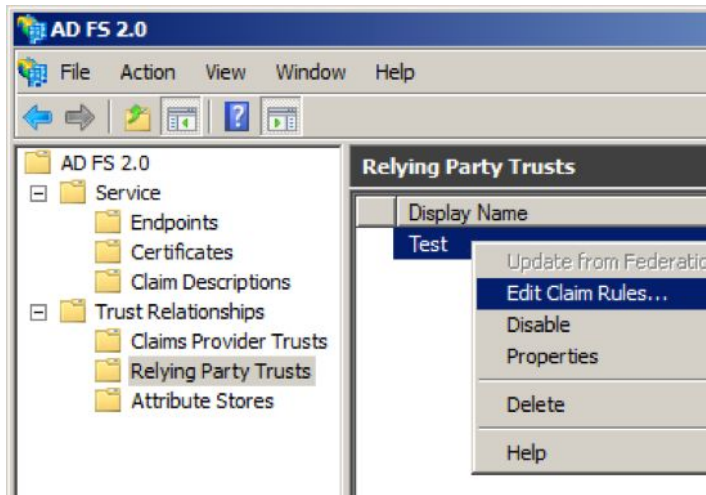 AD FS 2.0
File Action View Window Help
AD FS 2.0
Service
Endpoints
Certificates
Claim Descriptions
Trust Relationships
Claims Provider Trusts
Relying Party Trusts
Attribute Stores
Relying Party Trusts
Display Name
Test
Update from
Edit Claim Rules...
Disable
Properties
Delete
Help